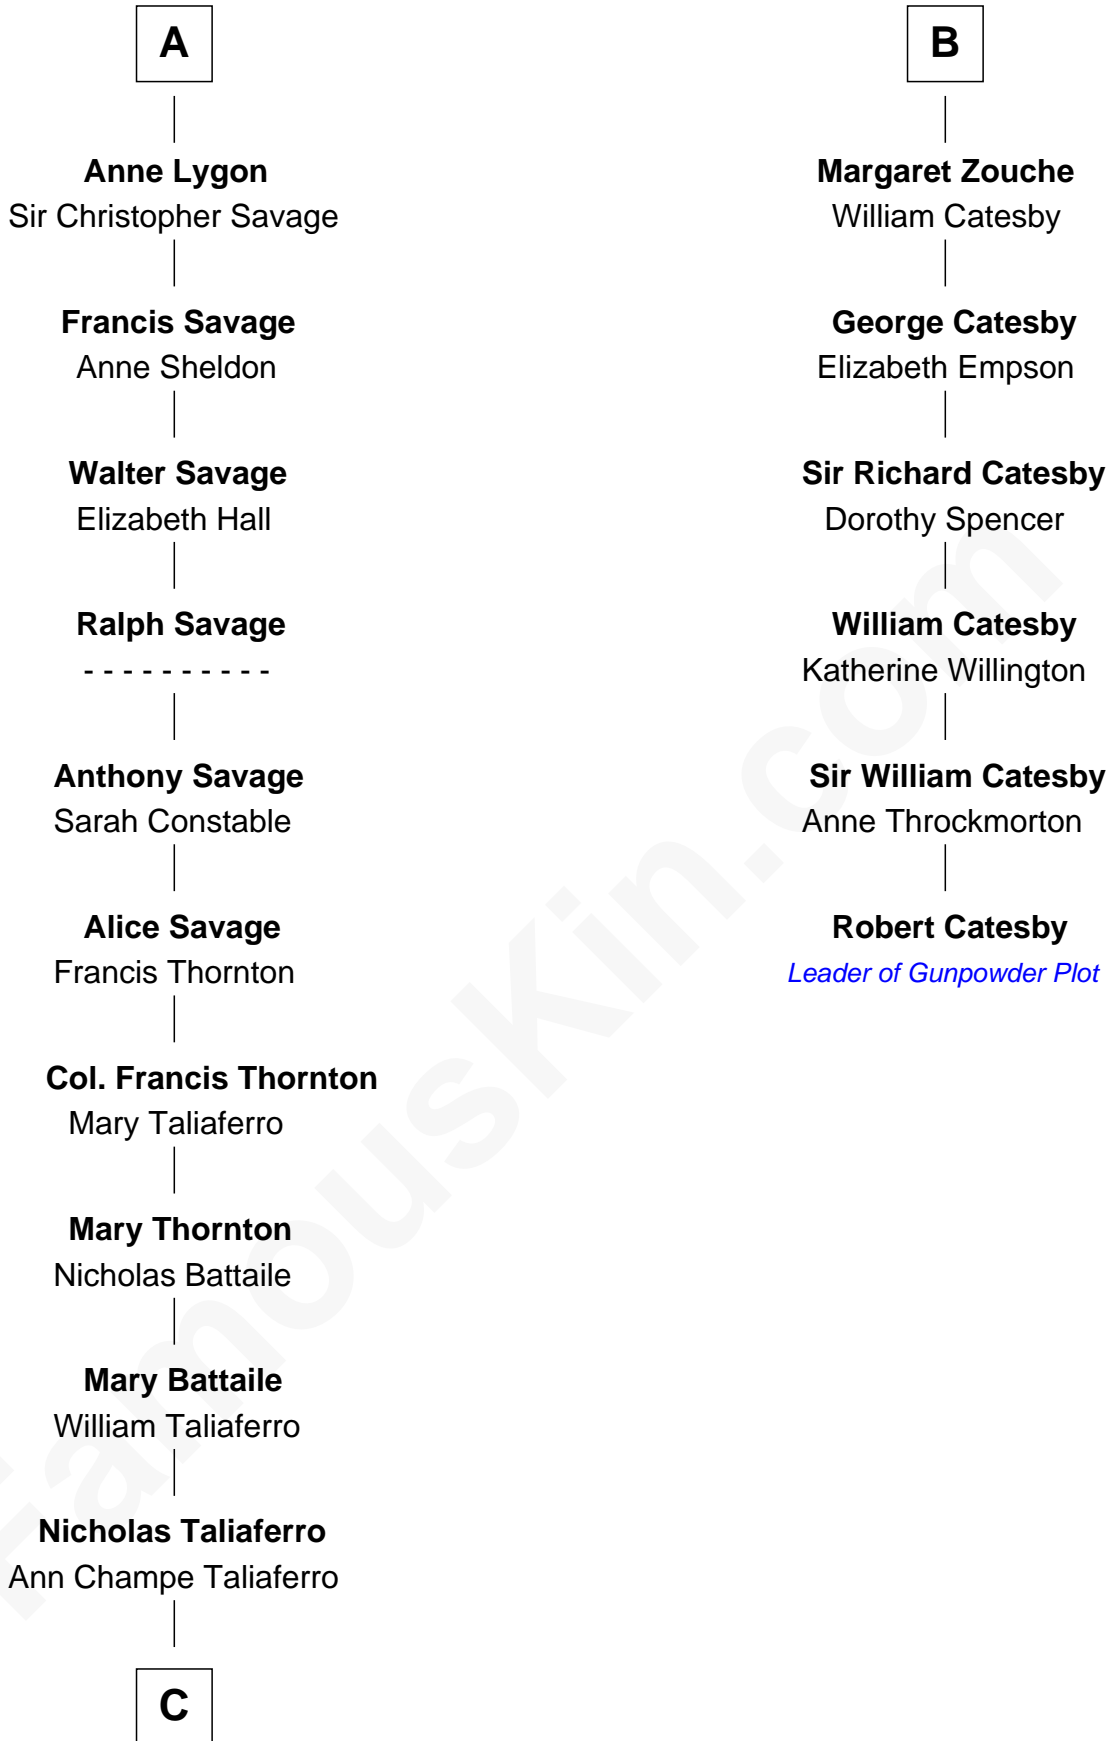 A
Anne Lygon
Sir Christopher Savage
Francis Savage
Anne Sheldon
Walter Savage
Elizabeth Hall
Ralph Savage
- - - - - - - - - -
Anthony Savage
Sarah Constable
Alice Savage
Francis Thornton
Col. Francis Thornton
Mary Taliaferro
Mary Thornton
Nicholas Battaile
Mary Battaile
William Taliaferro
Nicholas Taliaferro
Ann Champe Taliaferro
C
B
Margaret Zouche
William Catesby
George Catesby
Elizabeth Empson
Sir Richard Catesby
Dorothy Spencer
William Catesby
Katherine Willington
Sir William Catesby
Anne Throckmorton
Robert Catesby
Leader of Gunpowder Plot
FamousKin.com